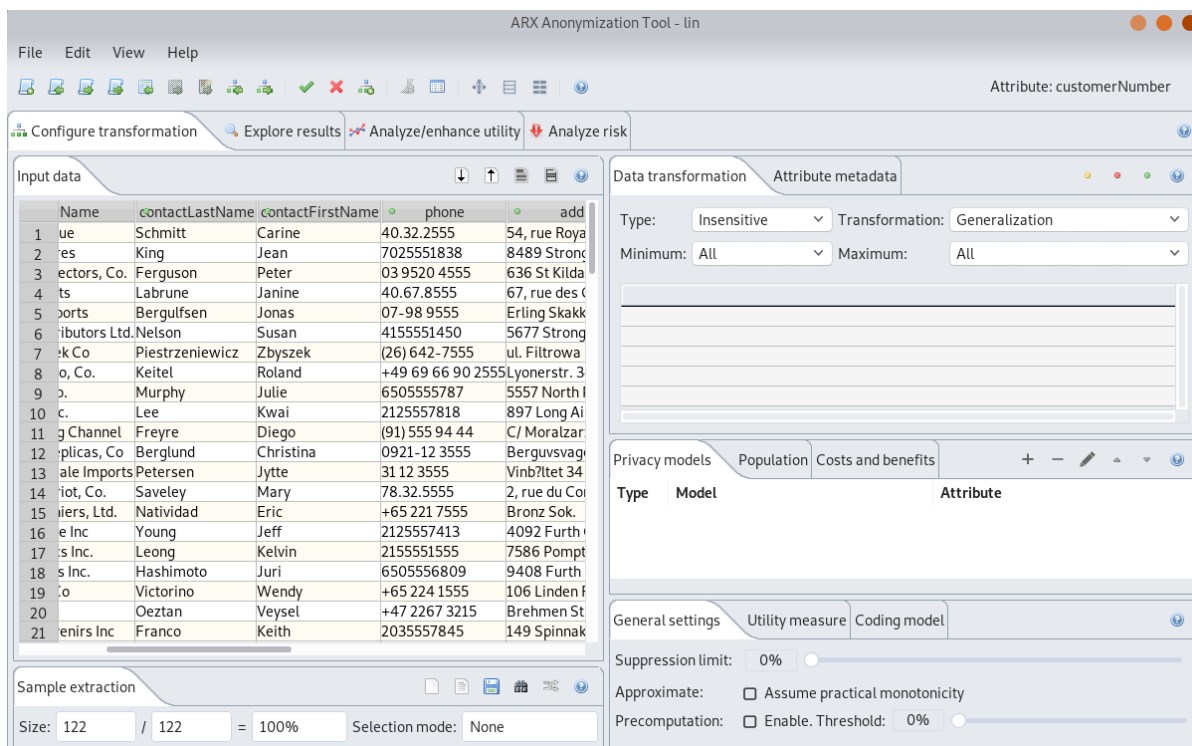 ARX Anonymization Tool - lin
File Edit View Help
Attribute: customerNumber
Configure transformation Explore results Analyze/enhance utility Analyze risk
Input data
Name contactLastName contactFirstName phone add
1 ue Schmitt Carine 40.32.2555 54, rue Roya
2 res King Jean 7025551838 8489 Strong
3 ectors, Co. Ferguson Peter 03 9520 4555 636 St Kilda
4 ts Labrune Janine 40.67.8555 67, rue des
5 ports Bergulfsen Jonas 07-98 9555 Erling Skakk
6 ributors Ltd. Nelson Susan 4155551450 5677 Strong
7 ek Co Piestrzeniewicz Zbyszek (26) 642-7555 ul. Filtrowa
8 o, Co. Keitel Roland +49 69 66 90 2555 Lyonerstr. 3
9 o. Murphy Julie 6505555787 5557 North
10 c. Lee Kwai 2125557818 897 Long Ai
11 g Channel Freyre Diego (91) 555 94 44 C/ Moralzar
12 eplicas, Co Berglund Christina 0921-12 3555 Berguvsvag
13 ale Imports Petersen Jytte 31 12 3555 Vinb?ltet 34
14 riot, Co. Saveley Mary 78.32.5555 2, rue du Co
15 niers, Ltd. Natividad Eric +65 221 7555 Bronz Sok.
16 e Inc Young Jeff 2125557413 4092 Furth
17 ts Inc. Leong Kelvin 2155551555 7586 Pompt
18 s Inc. Hashimoto Juri 6505556809 9408 Furth
19 Co Victorino Wendy +65 224 1555 106 Linden
20 Oeztan Veysel +47 2267 3215 Brehmen St
21 venirs Inc Franco Keith 2035557845 149 Spinnak
Sample extraction
Size: 122 / 122 = 100% Selection mode: None
Data transformation Attribute metadata
Type: Insensitive Transformation: Generalization
Minimum: All Maximum: All
Privacy models Population Costs and benefits
Type Model Attribute
General settings Utility measure Coding model
Suppression limit: 0%
Approximate: Assume practical monotonicity
Precomputation: Enable. Threshold: 0%